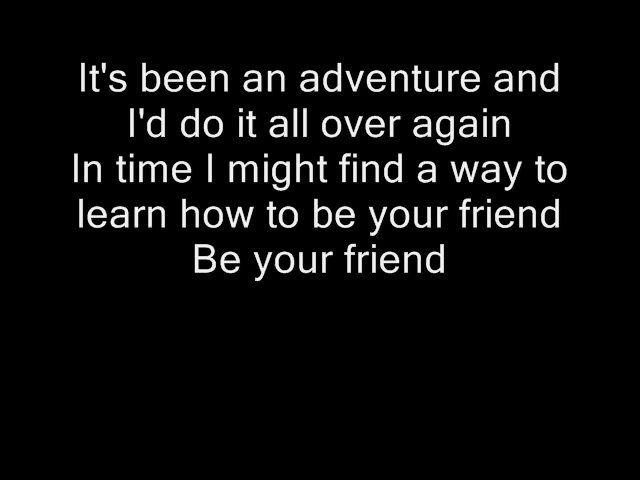 It's been an adventure and
I'd do it all over again
In time I might find a way to
learn how to be your friend
Be your friend